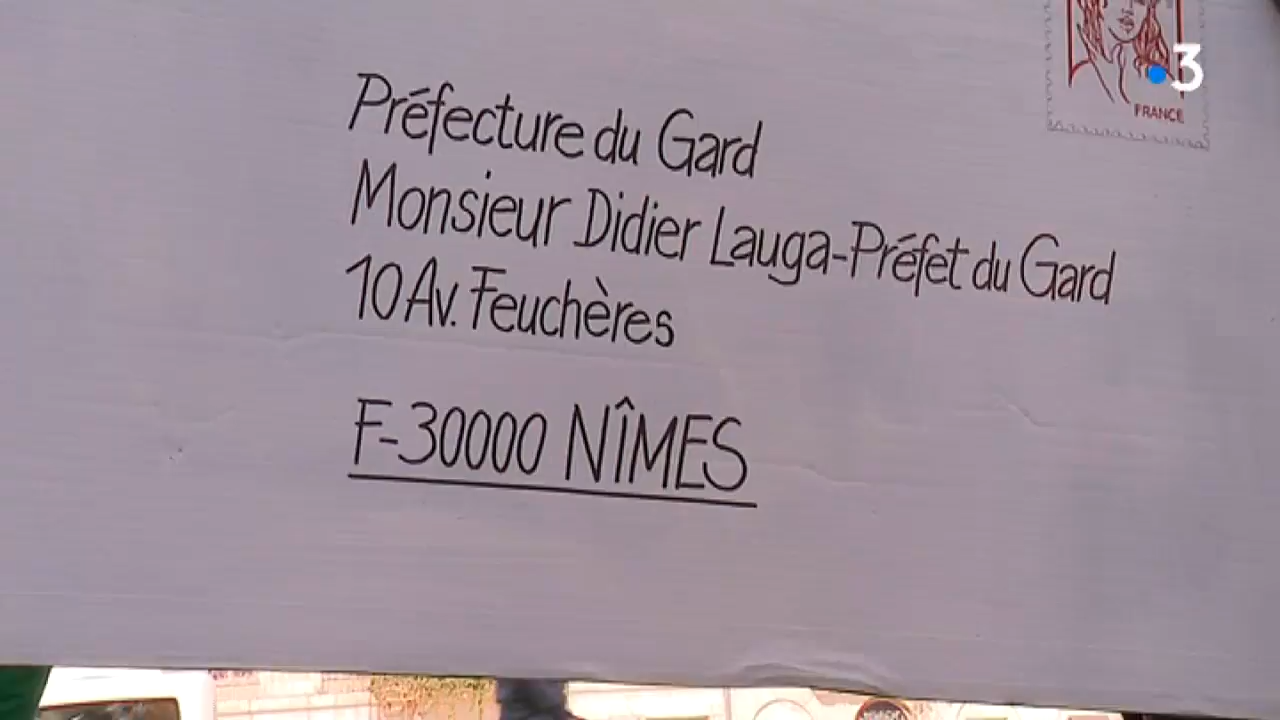 3
FRANCE
Préfecture du Gard
Monsieur Didier Lauga-Préfet du Gard
10 Av. Feuchères
F-30000 NÎMES